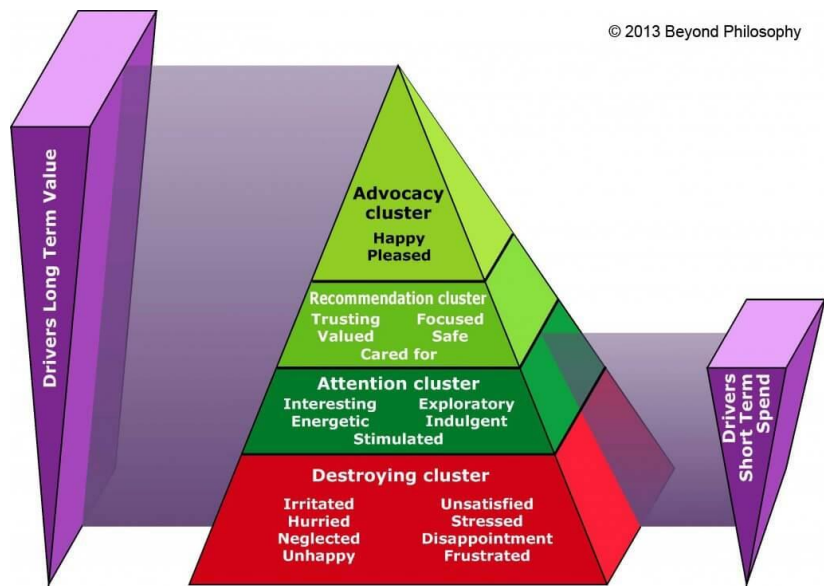 © 2013 Beyond Philosophy
Drivers Long Term Value
Advocacy
cluster
Happy
Pleased
Recommendation cluster
Trusting Focused
Valued Safe
Cared for
Attention cluster
Interesting Exploratory
Energetic Indulgent
Stimulated
Destroying cluster
Irritated Unsatisfied
Hurried Stressed
Neglected Disappointment
Unhappy Frustrated
Drivers
Short Term
Spend